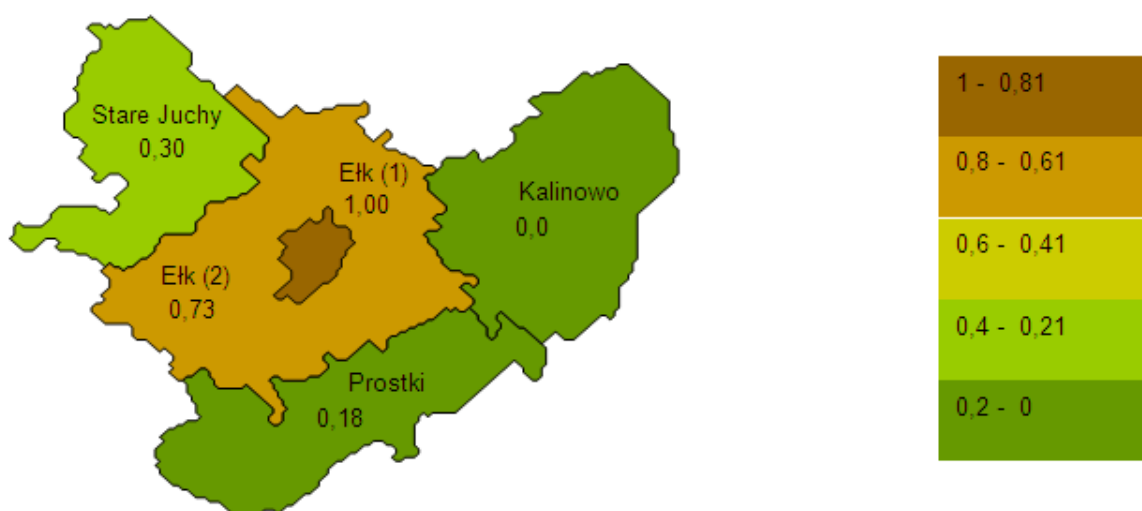 Stare Juchy
0,30
Ełk (1)
1,00
Kalinowo
0,0
Ełk (2)
0,73
Prostki
0,18
1 - 0,81
0,8 - 0,61
0,6 - 0,41
0,4 - 0,21
0,2 - 0